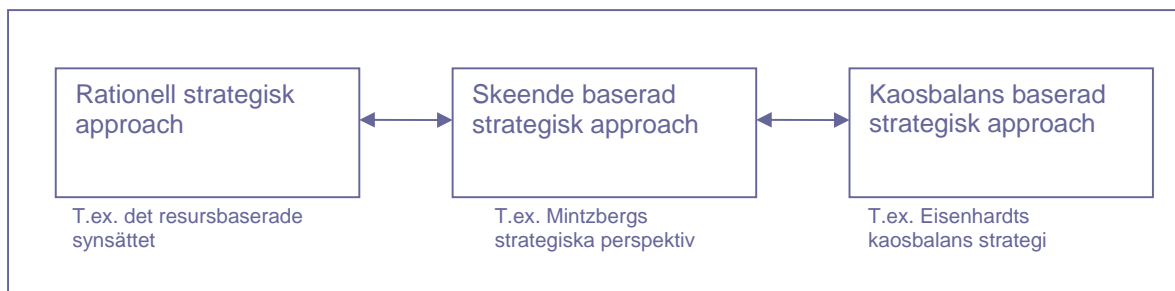 Rationell strategisk
approach
Skeende baserad
strategisk approach
Kaosbalans baserad
strategisk approach
T.ex. det resursbaserade
synsättet
T.ex. Mintzbergs
strategiska perspektiv
T.ex. Eisenhardts
kaosbalans strategi